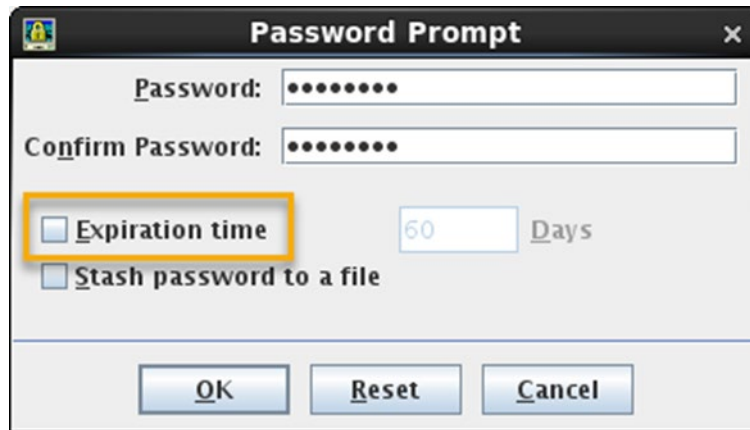 Password Prompt
Password: ••••••••
Confirm Password: ••••••••
Expiration time 60 Days
Stash password to a file
OK Reset Cancel